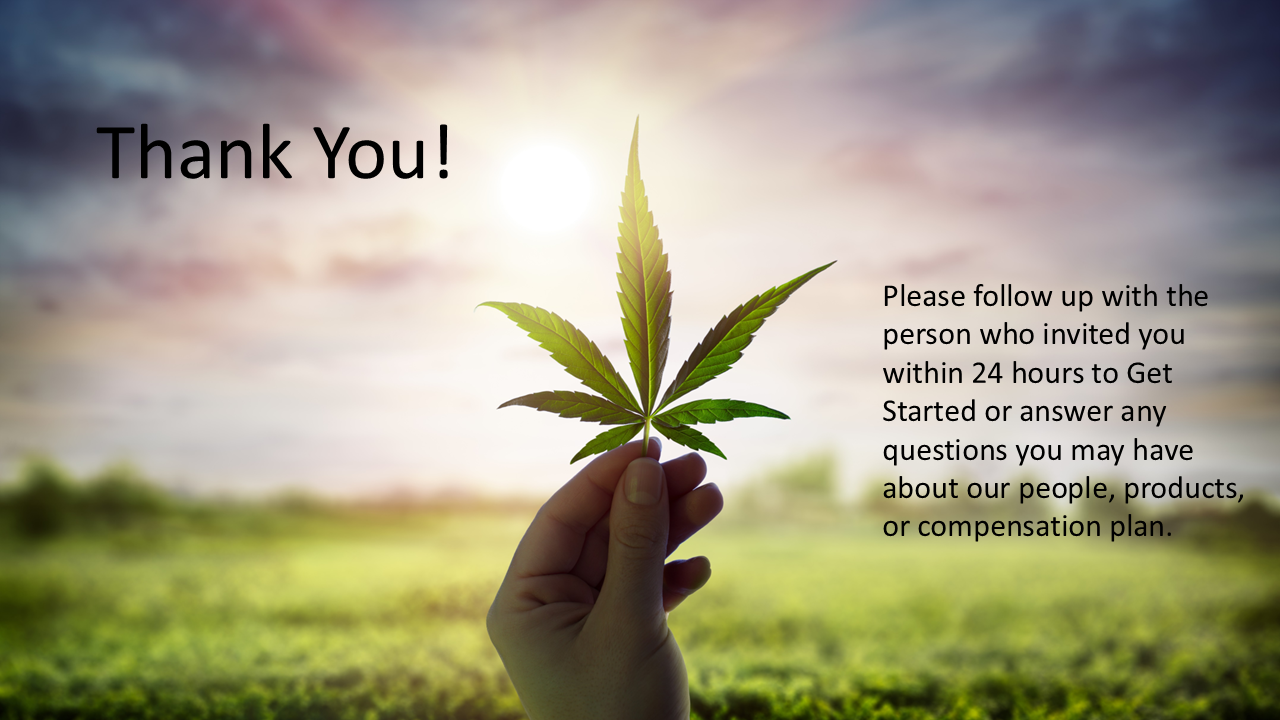 Thank You!
Please follow up with the
person who invited you
within 24 hours to Get
Started or answer any
questions you may have
about our people, products,
or compensation plan.